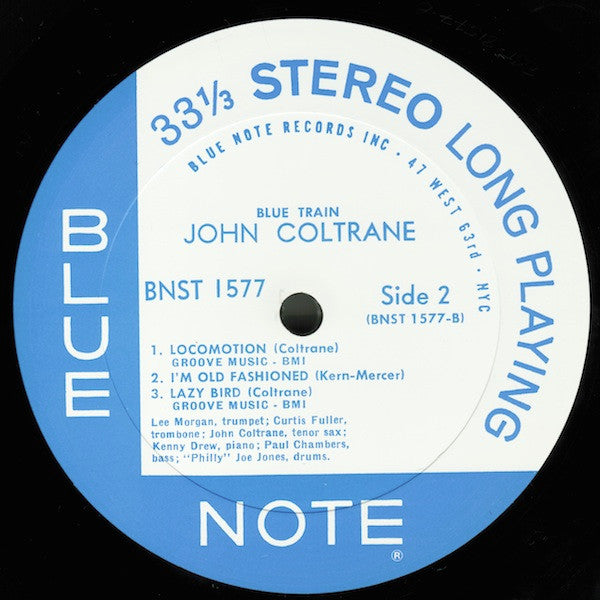 33⅓ STEREO LONG PLAYING
BLUE NOTE RECORDS INC · 47 WEST 63rd · NYC
BLUE TRAIN
JOHN COLTRANE
BNST 1577
Side 2
(BNST 1577-B)
1. LOCOMOTION (Coltrane)
GROOVE MUSIC - BMI
2. I'M OLD FASHIONED (Kern-Mercer)
3. LAZY BIRD (Coltrane)
GROOVE MUSIC - BMI
Lee Morgan, trumpet; Curtis Fuller,
trombone; John Coltrane, tenor sax;
Kenny Drew, piano; Paul Chambers,
bass; "Philly" Joe Jones, drums.
BLUE
NOTE®